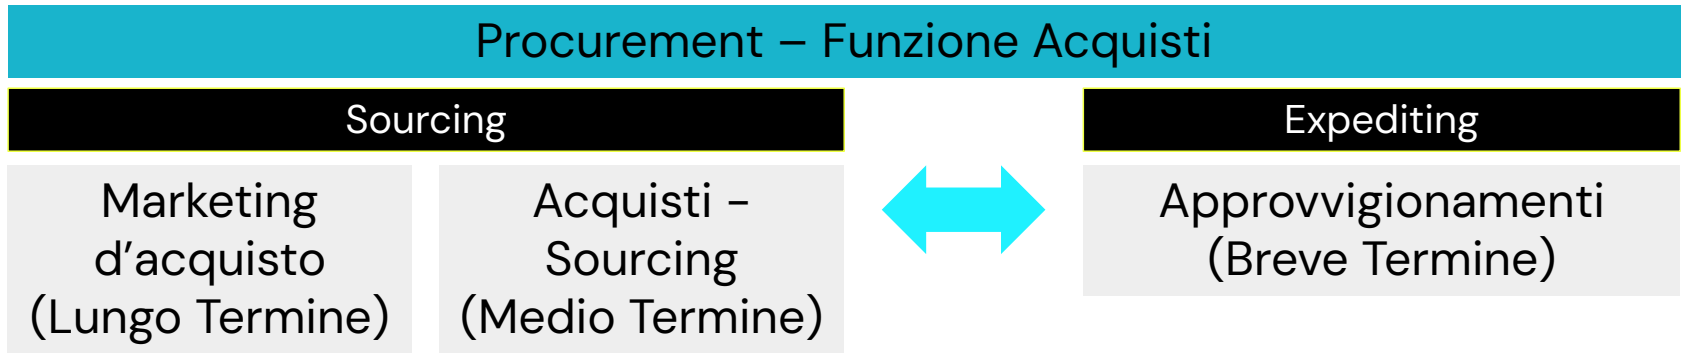 Procurement – Funzione Acquisti
Sourcing
Expediting
Marketing
d’acquisto
(Lungo Termine)
Acquisti -
Sourcing
(Medio Termine)
Approvvigionamenti
(Breve Termine)